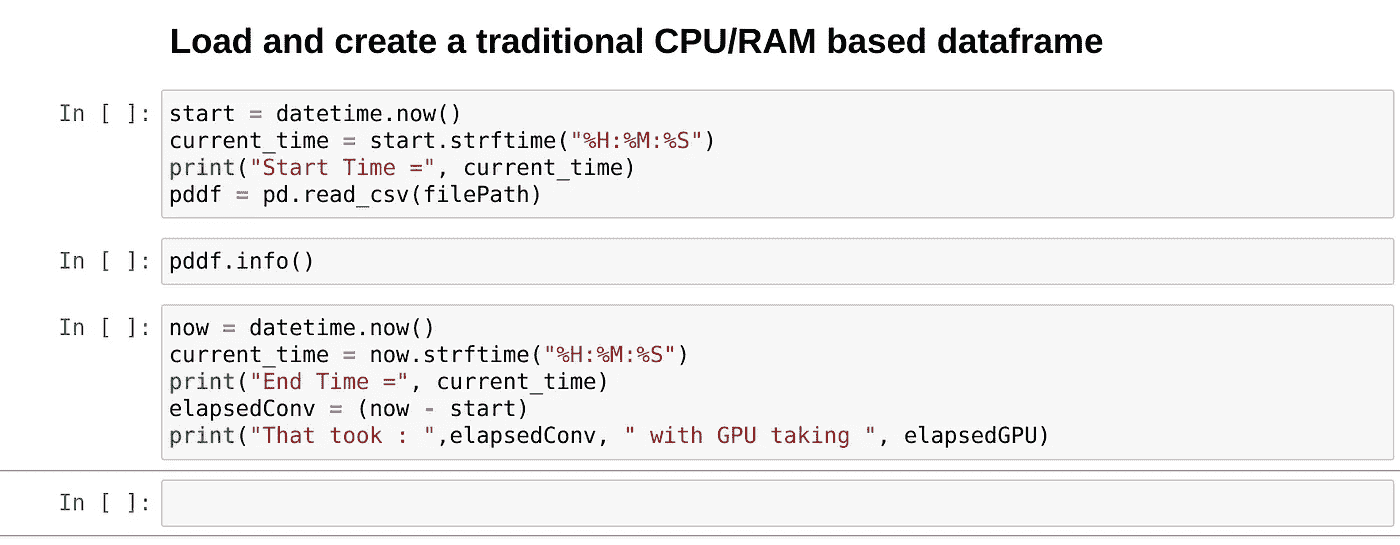 Load and create a traditional CPU/RAM based dataframe
In [ ]: start = datetime.now()
current_time = start.strftime("%H:%M:%S")
print("Start Time =", current_time)
pddf = pd.read_csv(filePath)
In [ ]: pddf.info()
In [ ]: now = datetime.now()
current_time = now.strftime("%H:%M:%S")
print("End Time =", current_time)
elapsedConv = (now - start)
print("That took : ",elapsedConv, " with GPU taking ", elapsedGPU)
In [ ]: